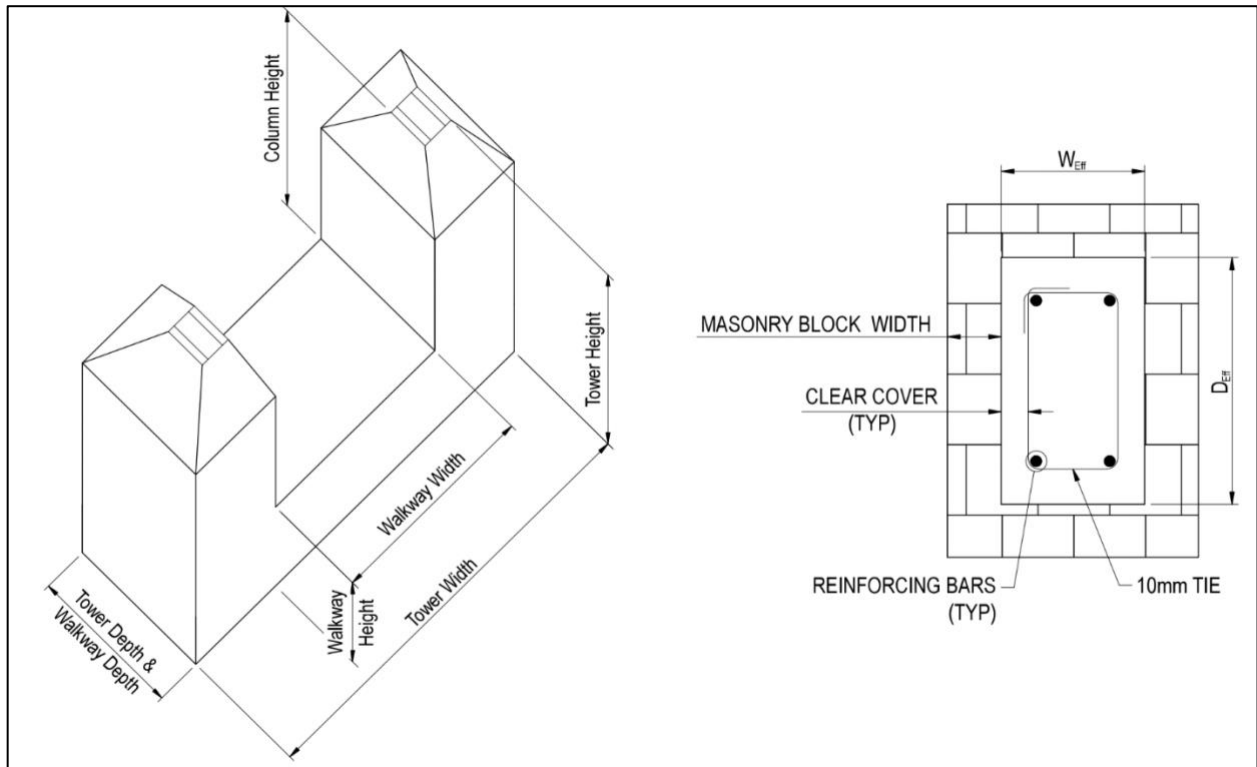 Column Height
Tower Height
Walkway Width
Tower Width
Walkway
Height
Tower Depth &
Walkway Depth
WEff
MASONRY BLOCK WIDTH
CLEAR COVER
(TYP)
DEff
REINFORCING BARS
(TYP)
10mm TIE